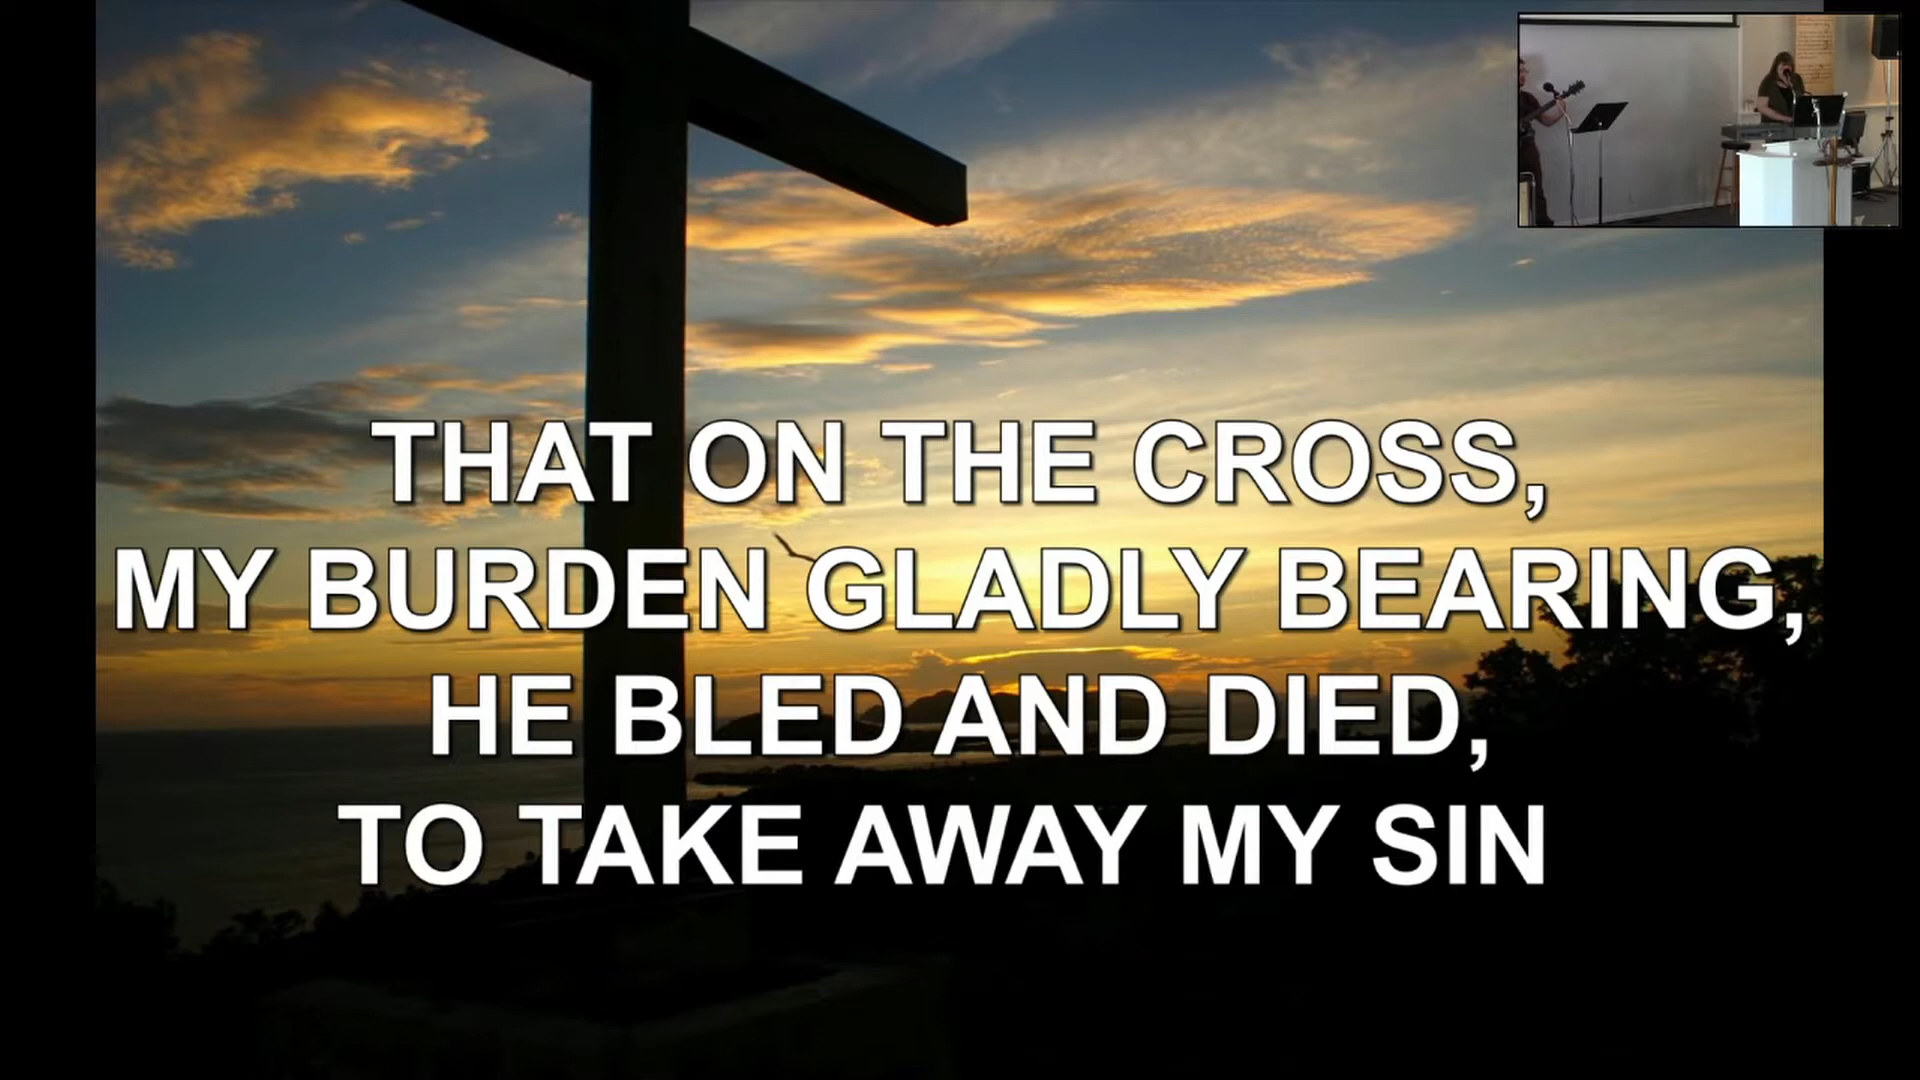 THAT ON THE CROSS,
MY BURDEN GLADLY BEARING,
HE BLED AND DIED,
TO TAKE AWAY MY SIN